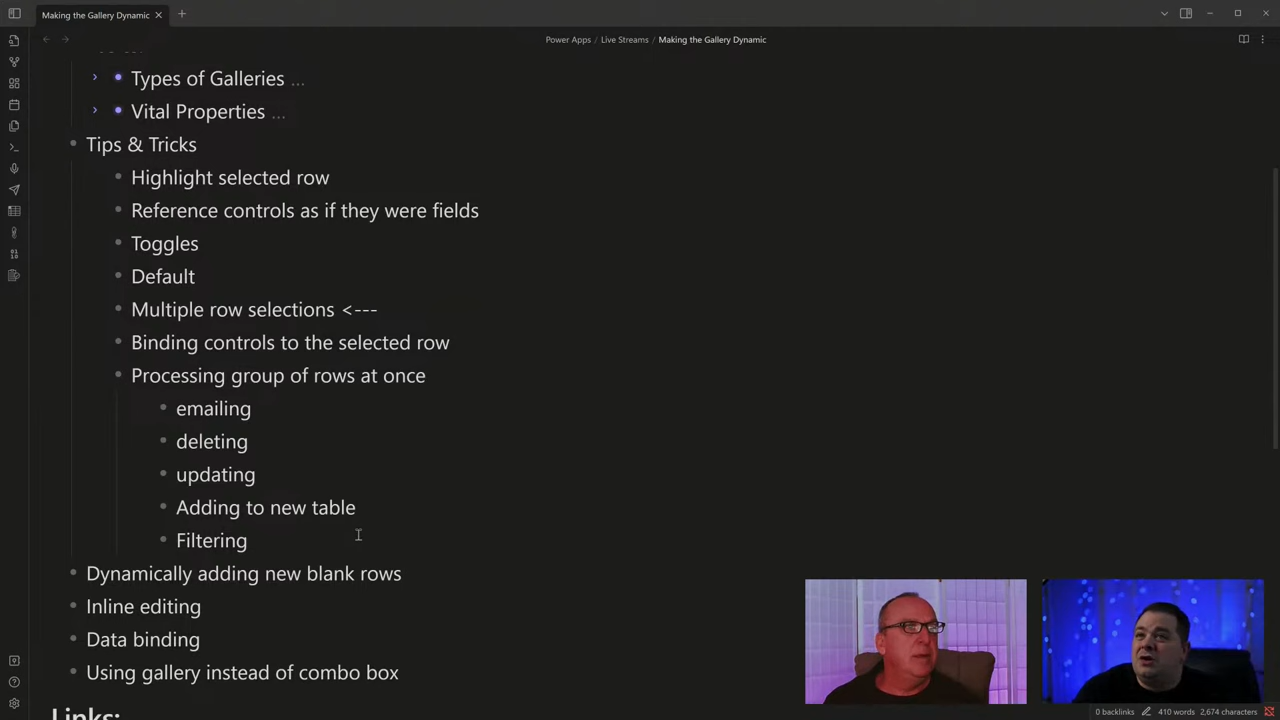 Making the Gallery Dynamic
Power Apps / Live Streams / Making the Gallery Dynamic
Types of Galleries ...
Vital Properties ...
Tips & Tricks
Highlight selected row
Reference controls as if they were fields
Toggles
Default
Multiple row selections <---
Binding controls to the selected row
Processing group of rows at once
emailing
deleting
updating
Adding to new table
Filtering
Dynamically adding new blank rows
Inline editing
Data binding
Using gallery instead of combo box
Links:
0 backlinks 410 words 2,674 characters